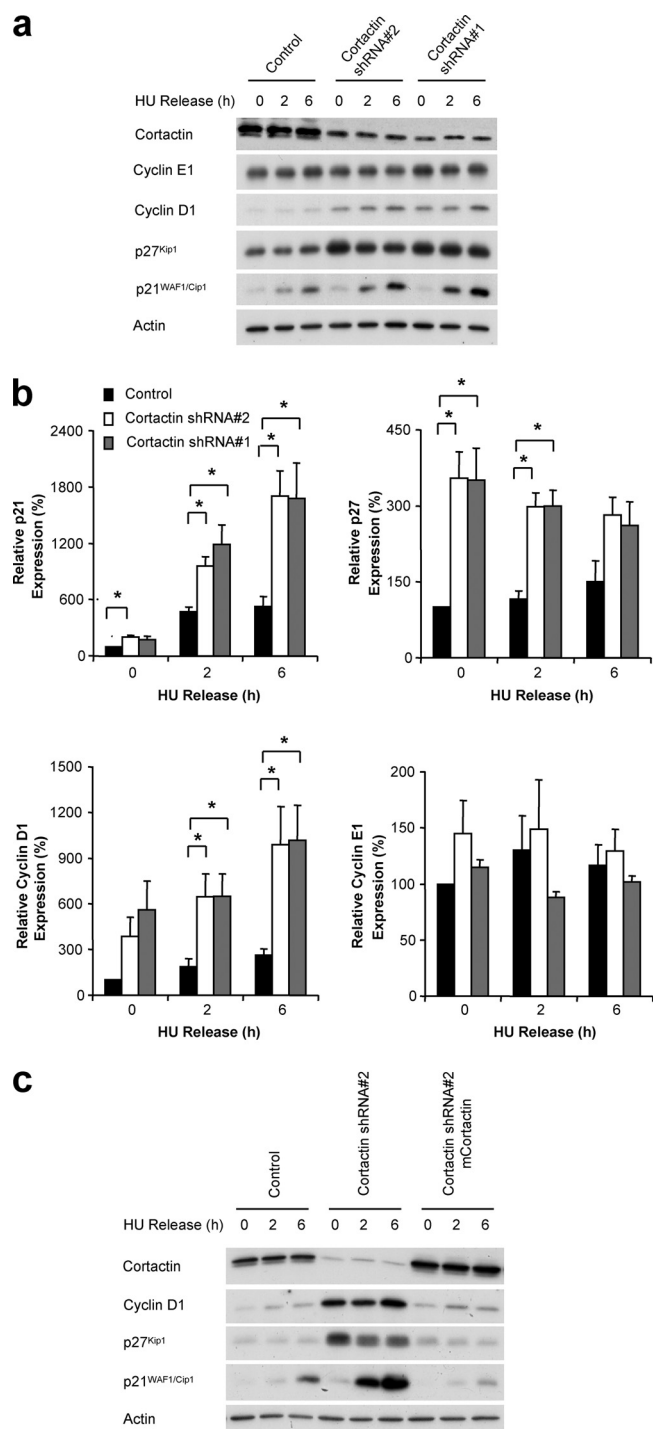 a
Control
Cortactin shRNA#2
Cortactin shRNA#1
HU Release (h) 0 2 6 0 2 6 0 2 6
Cortactin
Cyclin E1
Cyclin D1
p27Kip1
p21WAF1/Cip1
Actin
b
Control
Cortactin shRNA#2
Cortactin shRNA#1
Relative p21 Expression (%)
2400
1800
1200
600
0
* * * * *
0 2 6
HU Release (h)
Relative p27 Expression (%)
450
300
150
0
* * * *
0 2 6
HU Release (h)
Relative Cyclin D1 Expression (%)
1500
1200
900
600
300
0
* * * *
0 2 6
HU Release (h)
Relative Cyclin E1 Expression (%)
200
150
100
50
0
0 2 6
HU Release (h)
c
Control
Cortactin shRNA#2
Cortactin shRNA#2 mCortactin
HU Release (h) 0 2 6 0 2 6 0 2 6
Cortactin
Cyclin D1
p27Kip1
p21WAF1/Cip1
Actin